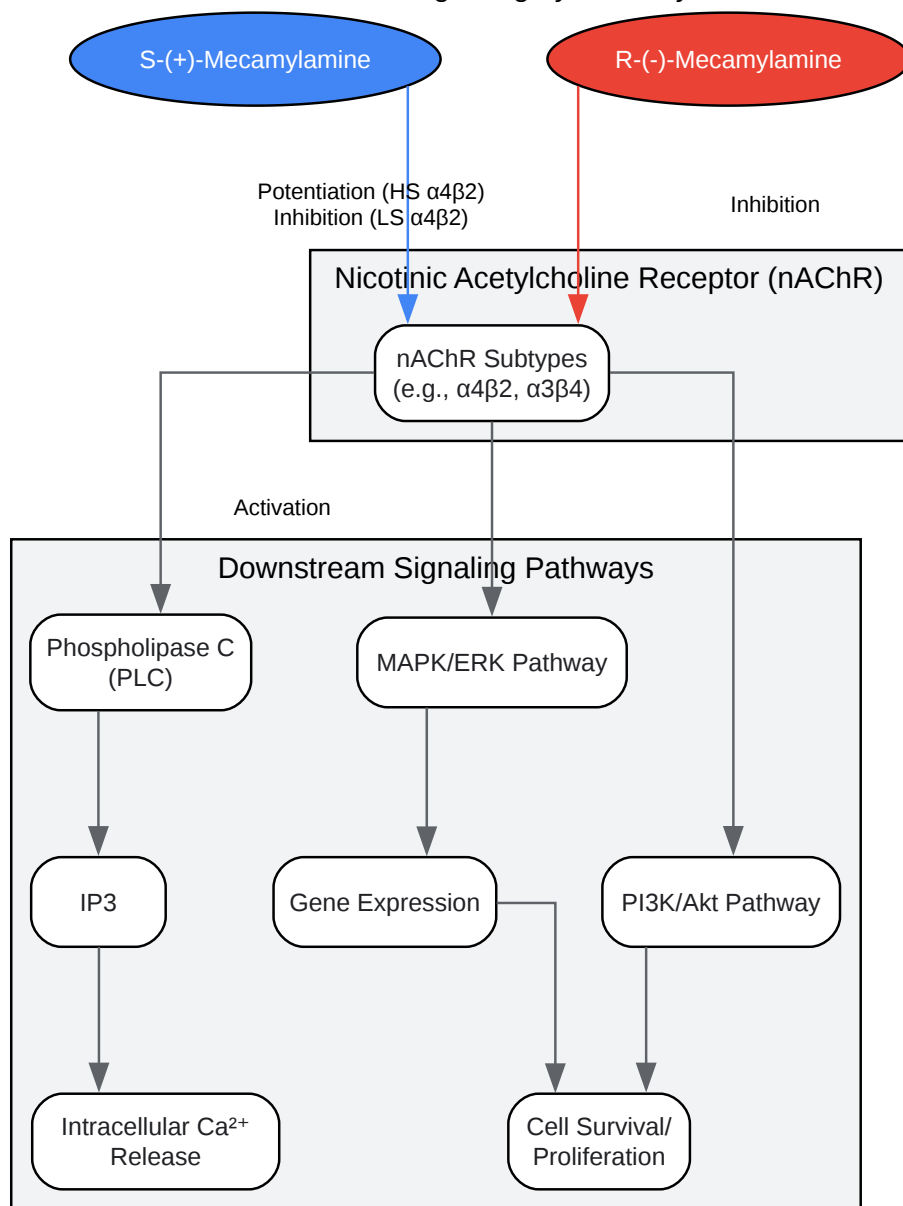 S-(+)-Mecamylamine
R-(-)-Mecamylamine
Potentiation (HS α4β2)
Inhibition (LS α4β2)
Inhibition
Nicotinic Acetylcholine Receptor (nAChR)
nAChR Subtypes
(e.g., α4β2, α3β4)
Activation
Downstream Signaling Pathways
Phospholipase C
(PLC)
MAPK/ERK Pathway
IP3
Gene Expression
PI3K/Akt Pathway
Intracellular Ca²⁺
Release
Cell Survival/
Proliferation